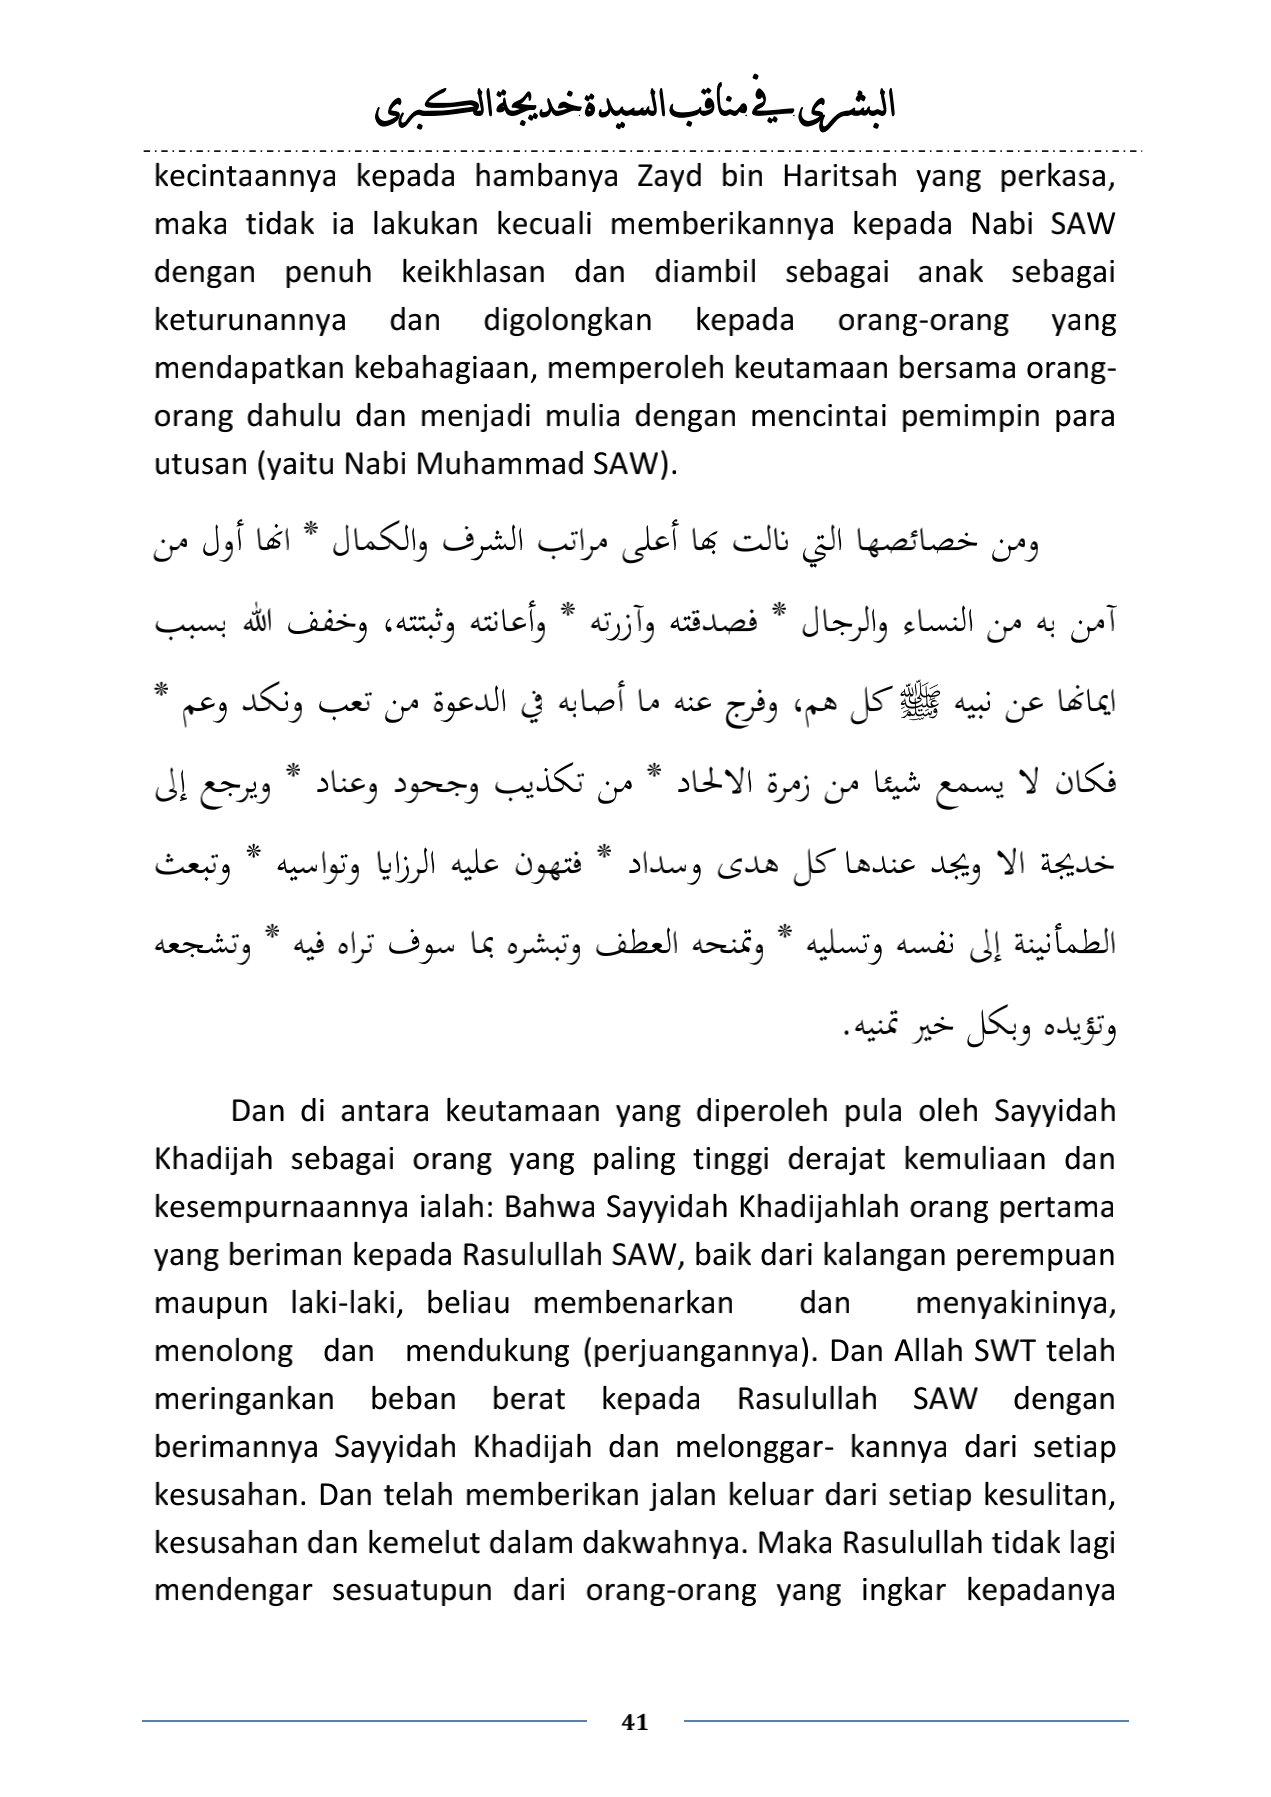 البشرى في مناقب السيدة خديجة الكبرى
kecintaannya kepada hambanya Zayd bin Haritsah yang perkasa,
maka tidak ia lakukan kecuali memberikannya kepada Nabi SAW
dengan penuh keikhlasan dan diambil sebagai anak sebagai
keturunannya dan digolongkan kepada orang-orang yang
mendapatkan kebahagiaan, memperoleh keutamaan bersama orang-
orang dahulu dan menjadi mulia dengan mencintai pemimpin para
utusan (yaitu Nabi Muhammad SAW).
ومن خصائصها التي نالت بها أعلى مراتب الشرف والكمال * انها أول من
آمن به من النساء والرجال * فصدقته وآزرته * وأعانته وثبتته، وخفف الله بسبب
ايمانها عن نبيه ﷺ كل هم، وفرج عنه ما أصابه في الدعوة من تعب ونكد وعم *
فكان لا يسمع شيئا من زمرة الالحاد * من تكذيب وجحود وعناد * ويرجع إلى
خديجة الا ويجد عندها كل هدى وسداد * فتهون عليه الرزايا وتواسيه * وتبعث
الطمأنينة إلى نفسه وتسليه * وتمنحه العطف وتبشره بما سوف تراه فيه * وتشجعه
وتؤيده وبكل خير تمنيه.
Dan di antara keutamaan yang diperoleh pula oleh Sayyidah
Khadijah sebagai orang yang paling tinggi derajat kemuliaan dan
kesempurnaannya ialah: Bahwa Sayyidah Khadijahlah orang pertama
yang beriman kepada Rasulullah SAW, baik dari kalangan perempuan
maupun laki-laki, beliau membenarkan dan menyakininya,
menolong dan mendukung (perjuangannya). Dan Allah SWT telah
meringankan beban berat kepada Rasulullah SAW dengan
berimannya Sayyidah Khadijah dan melonggar- kannya dari setiap
kesusahan. Dan telah memberikan jalan keluar dari setiap kesulitan,
kesusahan dan kemelut dalam dakwahnya. Maka Rasulullah tidak lagi
mendengar sesuatupun dari orang-orang yang ingkar kepadanya
41